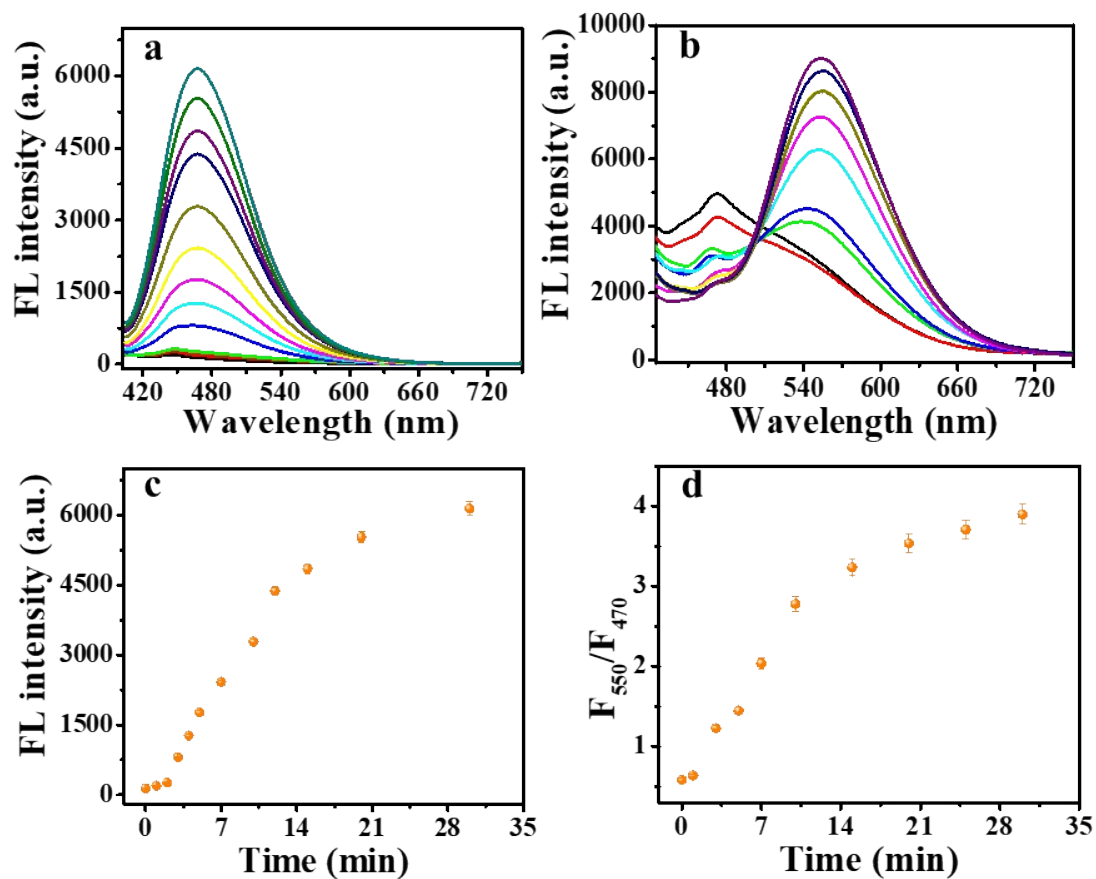 a
FL intensity (a.u.)
6000
4500
3000
1500
0
420 480 540 600 660 720
Wavelength (nm)
b
FL intensity (a.u.)
10000
8000
6000
4000
2000
0
480 540 600 660 720
Wavelength (nm)
c
FL intensity (a.u.)
6000
4500
3000
1500
0
0 7 14 21 28 35
Time (min)
d
F550/F470
4
3
2
1
0 7 14 21 28 35
Time (min)